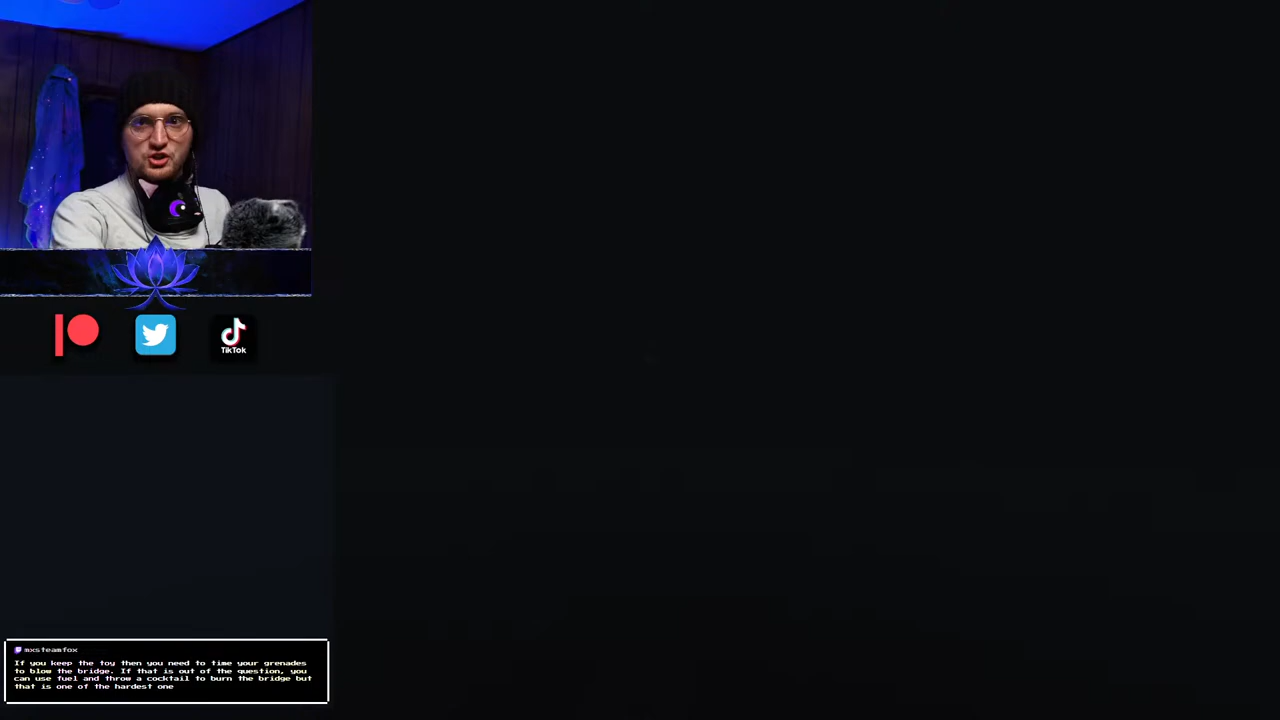 TikTok
mxsteamfox
If you keep the toy then you need to time your grenades
to blow the bridge. If that is out of the question, you
can use fuel and throw a cocktail to burn the bridge but
that is one of the hardest one